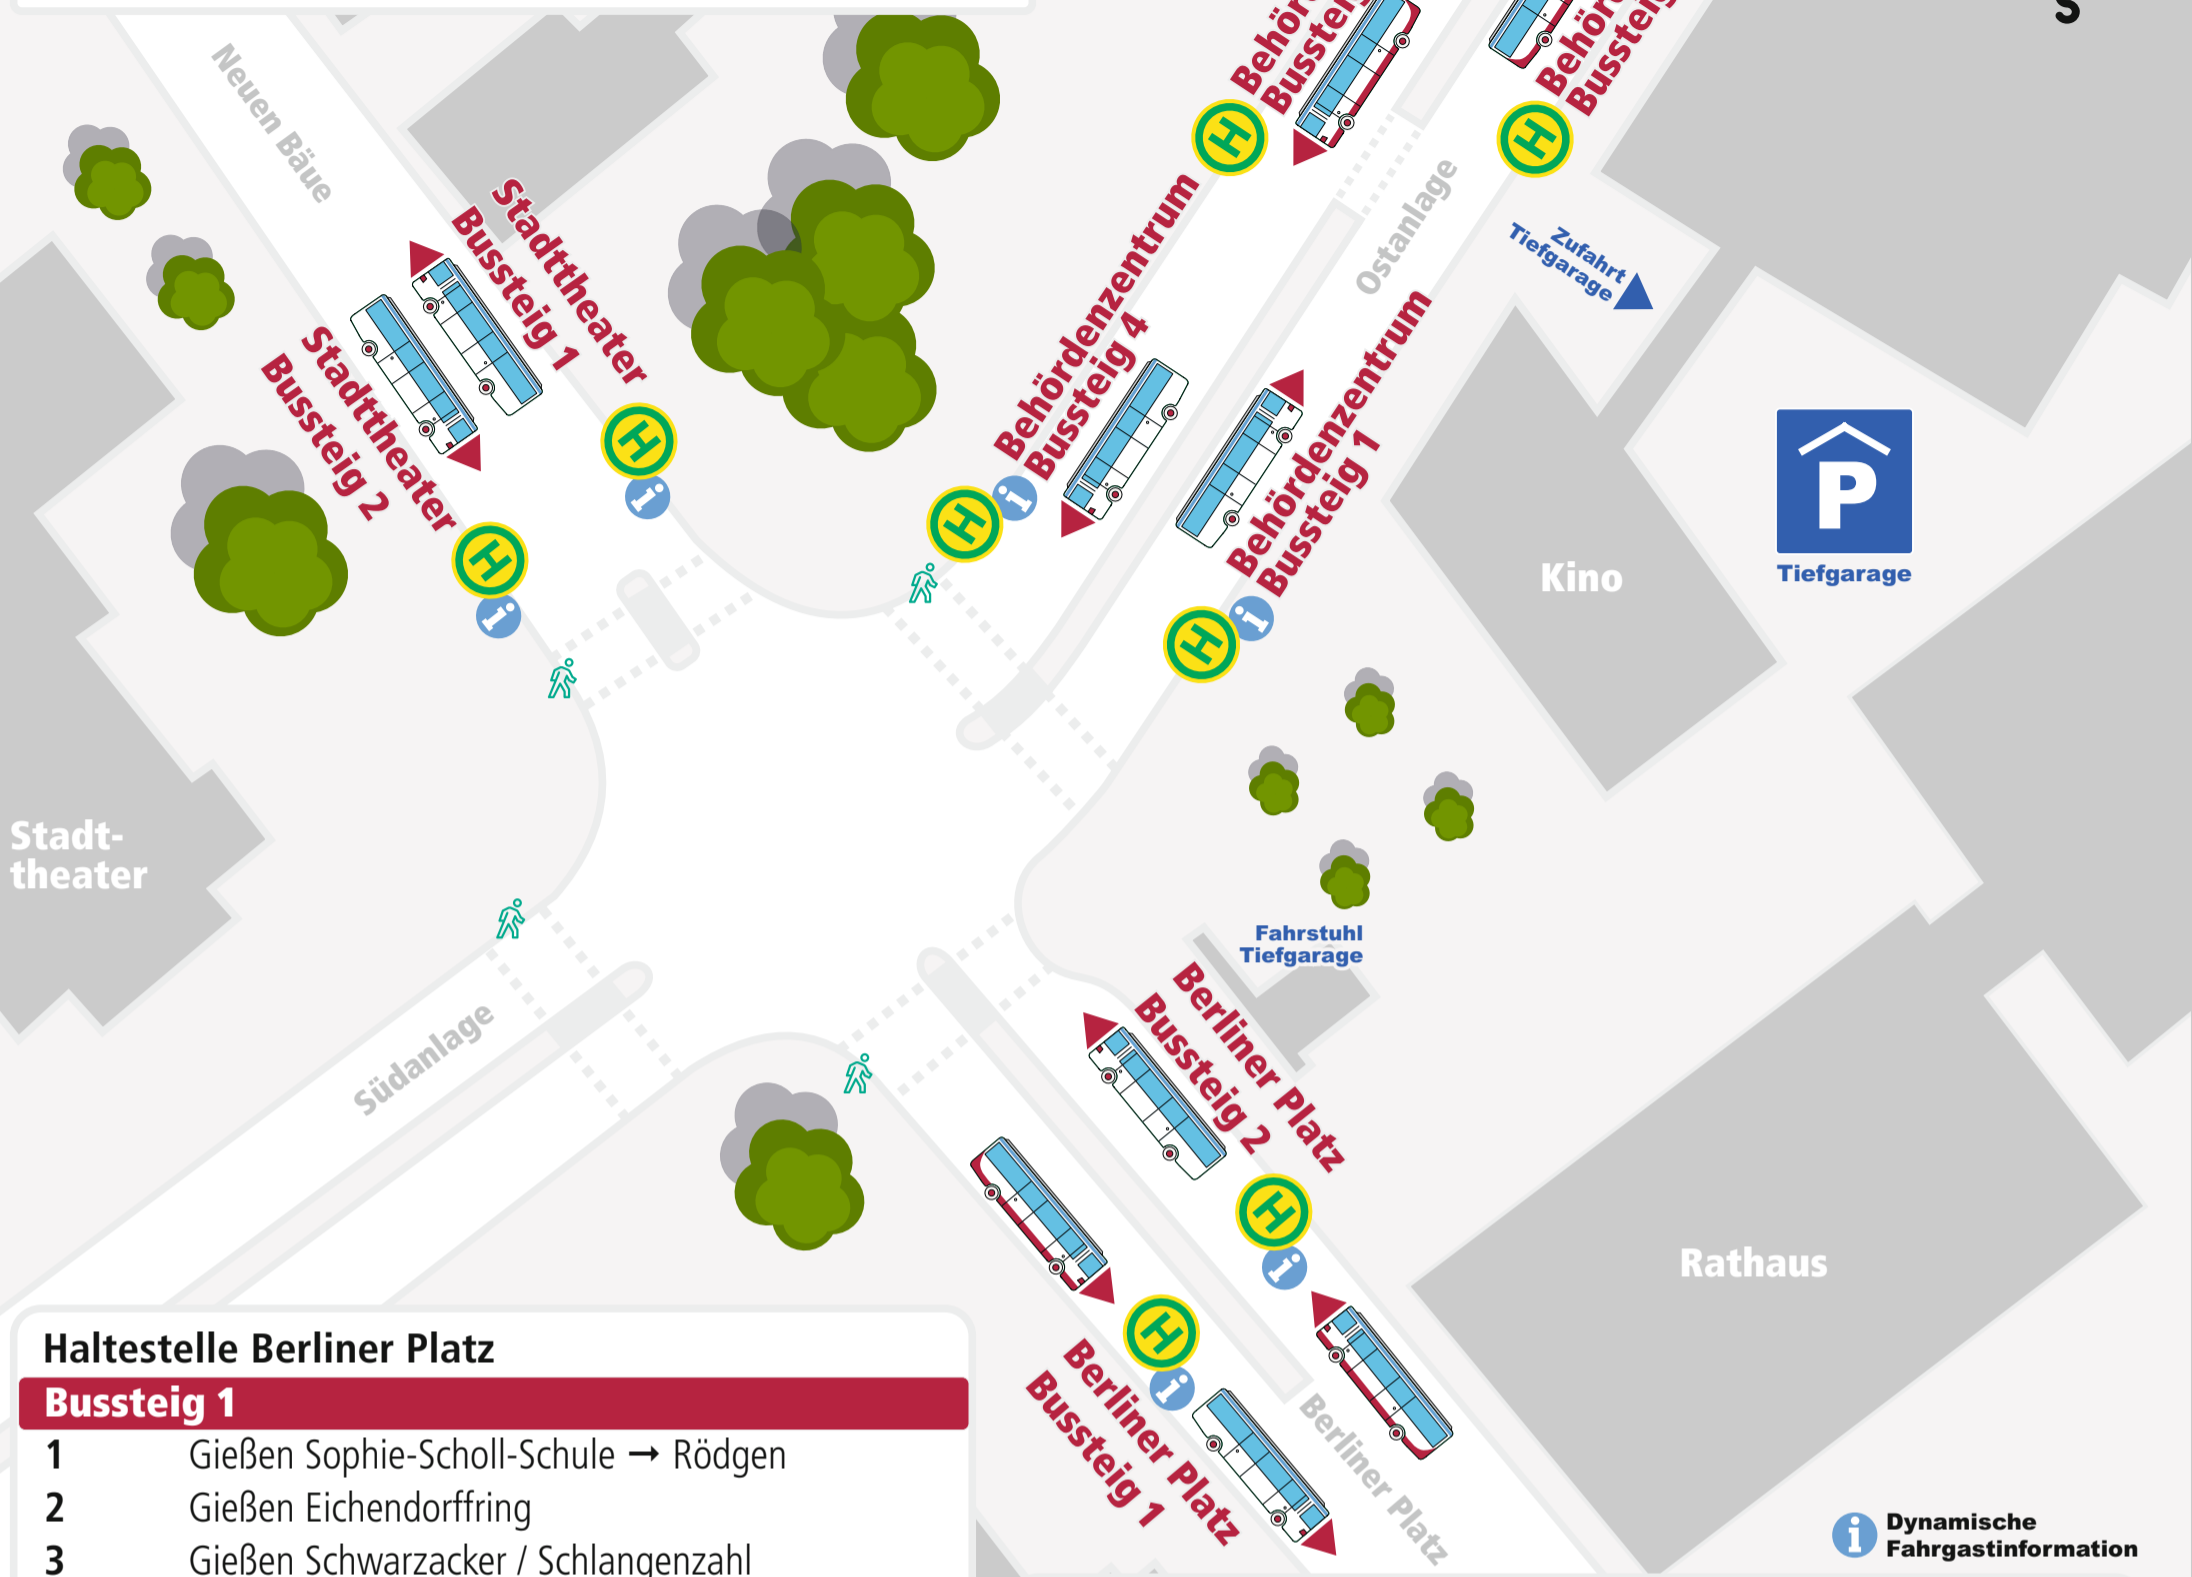 S
Neuen Bäue
Stadttheater
Bussteig 1
Stadttheater
Bussteig 2
H
i
H
i
H
H
Behördenzentrum
Bussteig 4
H
i
Ostanlage
Zufahrt
Tiefgarage
Behördenzentrum
Bussteig 1
H
i
P
Tiefgarage
Kino
Stadt-
theater
Südanlage
Fahrstuhl
Tiefgarage
Berliner Platz
Bussteig 2
H
i
H
i
Berliner Platz
Bussteig 1
Berliner Platz
Rathaus
i Dynamische
Fahrgastinformation
Haltestelle Berliner Platz
Bussteig 1
1 Gießen Sophie-Scholl-Schule → Rödgen
2 Gießen Eichendorffring
3 Gießen Schwarzacker / Schlangenzahl